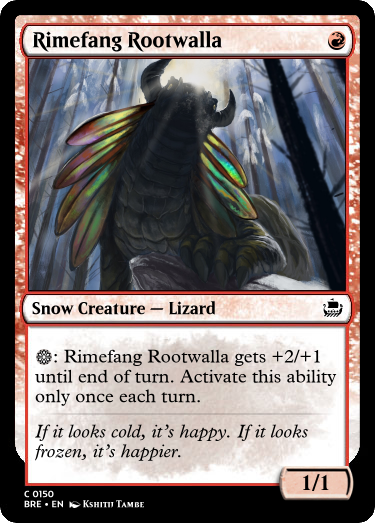 Rimefang Rootwalla
Snow Creature — Lizard
: Rimefang Rootwalla gets +2/+1
until end of turn. Activate this ability
only once each turn.
If it looks cold, it's happy. If it looks
frozen, it's happier.
1/1
C 0150
BRE • EN Kshitij Tambe